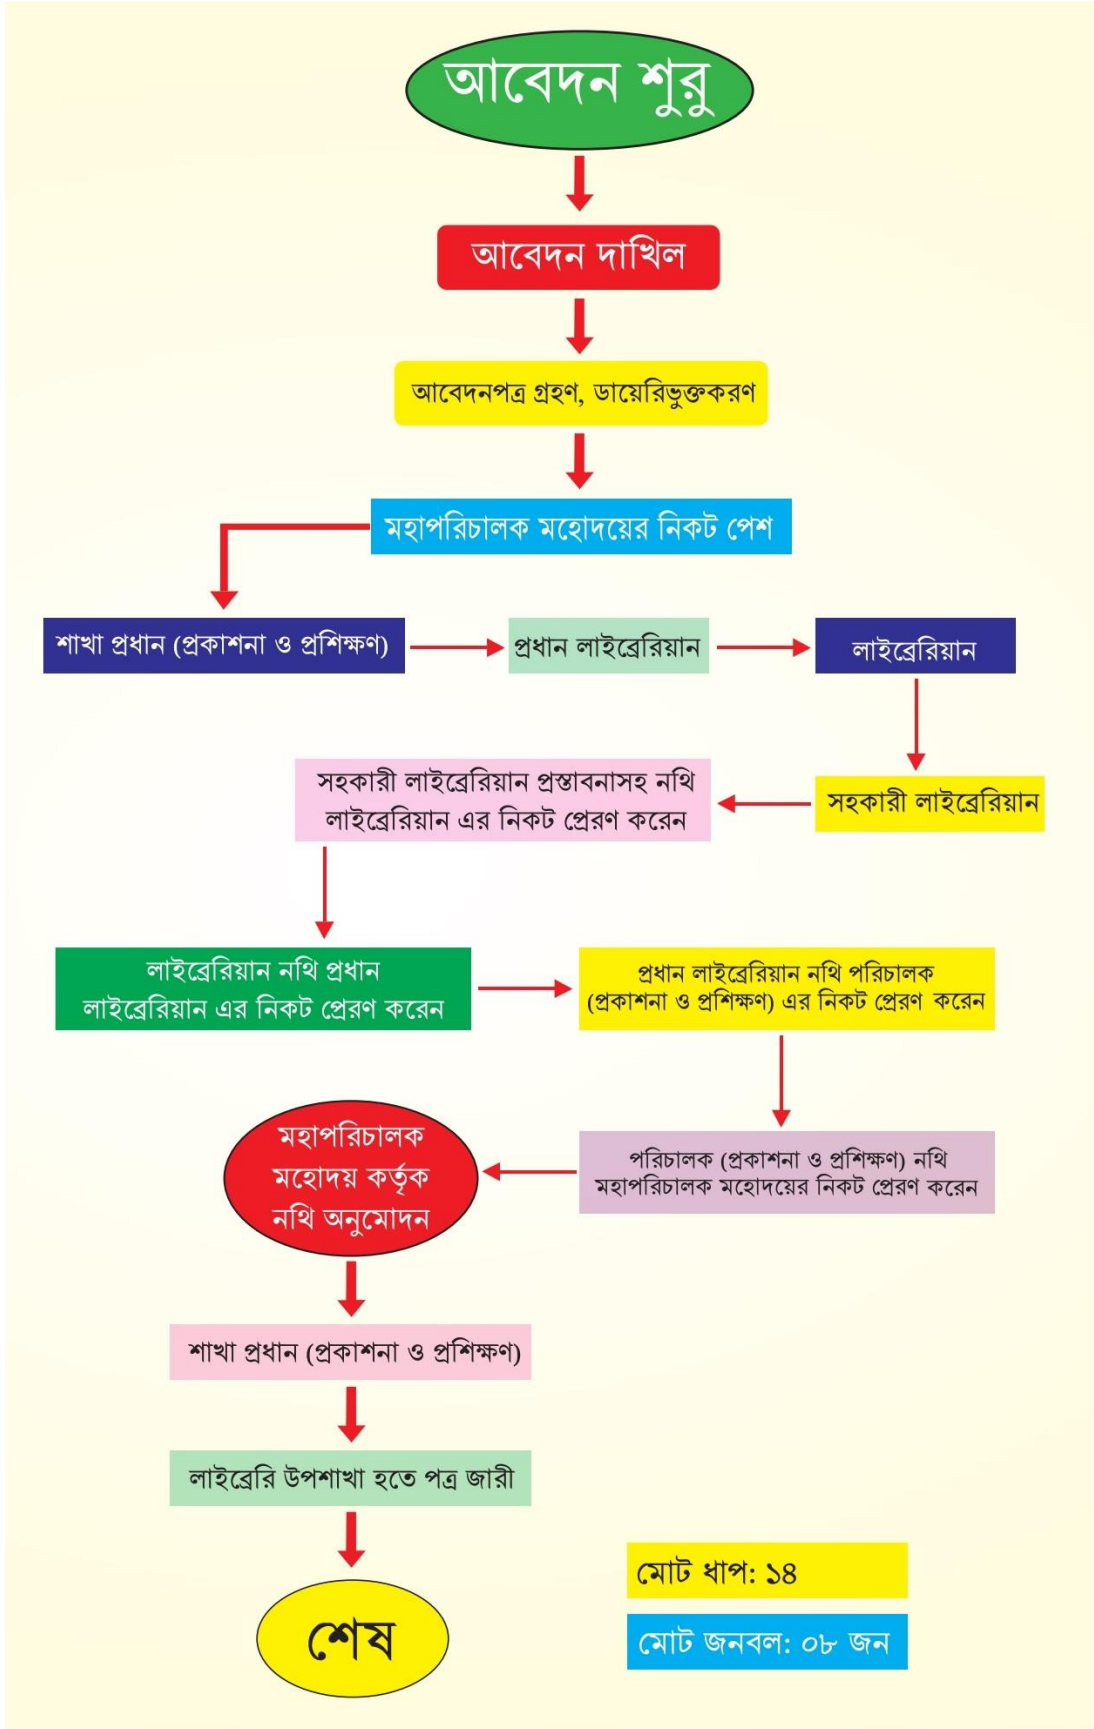 আবেদন শুরু
আবেদন দাখিল
আবেদনপত্র গ্রহণ, ডায়েরিভুক্তকরণ
মহাপরিচালক মহোদয়ের নিকট পেশ
শাখা প্রধান (প্রকাশনা ও প্রশিক্ষণ)
প্রধান লাইব্রেরিয়ান
লাইব্রেরিয়ান
সহকারী লাইব্রেরিয়ান
সহকারী লাইব্রেরিয়ান প্রস্তাবনাসহ নথি
লাইব্রেরিয়ান এর নিকট প্রেরণ করেন
লাইব্রেরিয়ান নথি প্রধান
লাইব্রেরিয়ান এর নিকট প্রেরণ করেন
প্রধান লাইব্রেরিয়ান নথি পরিচালক
(প্রকাশনা ও প্রশিক্ষণ) এর নিকট প্রেরণ করেন
পরিচালক (প্রকাশনা ও প্রশিক্ষণ) নথি
মহাপরিচালক মহোদয়ের নিকট প্রেরণ করেন
মহাপরিচালক
মহোদয় কর্তৃক
নথি অনুমোদন
শাখা প্রধান (প্রকাশনা ও প্রশিক্ষণ)
লাইব্রেরি উপশাখা হতে পত্র জারী
শেষ
মোট ধাপ: ১৪
মোট জনবল: ০৮ জন